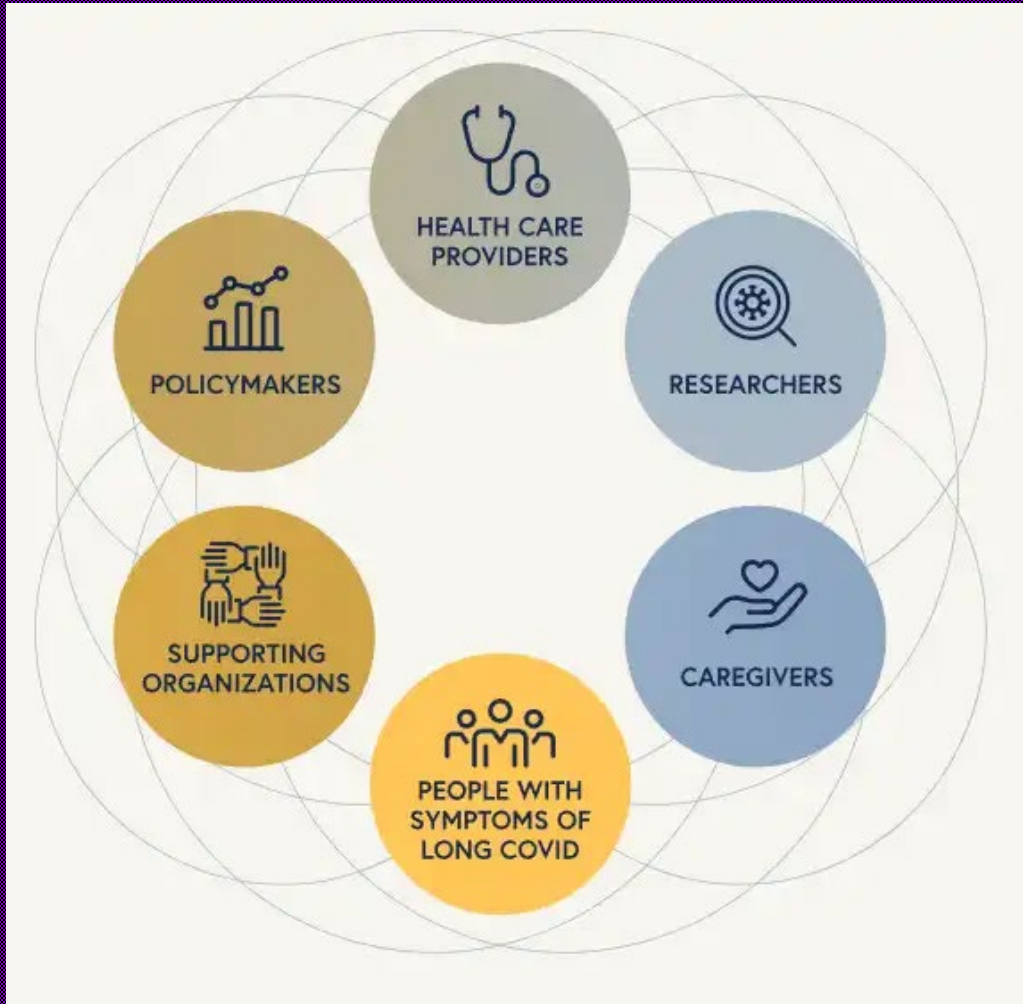 HEALTH CARE
PROVIDERS
POLICYMAKERS
RESEARCHERS
SUPPORTING
ORGANIZATIONS
CAREGIVERS
PEOPLE WITH
SYMPTOMS OF
LONG COVID